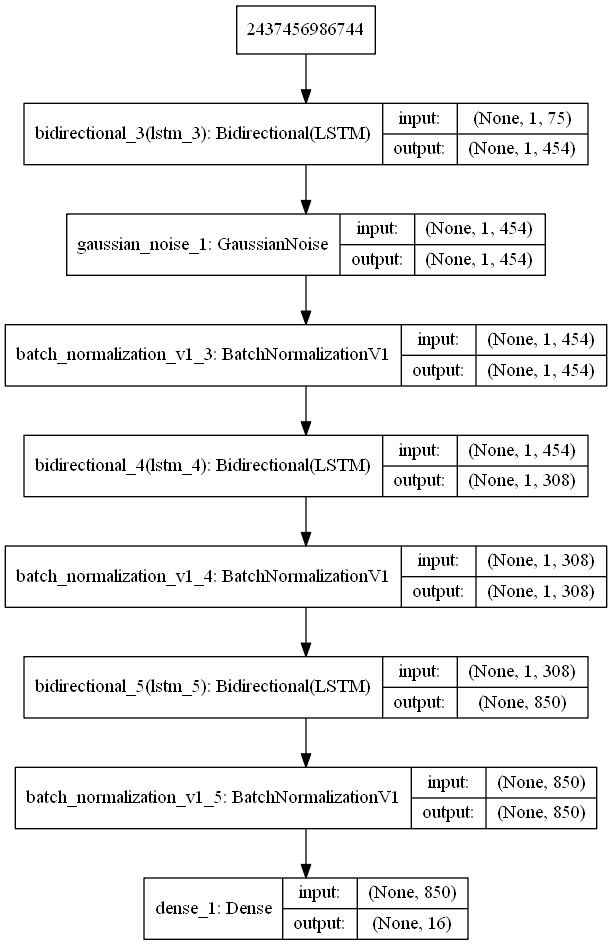 2437456986744
bidirectional_3(lstm_3): Bidirectional(LSTM)
input: (None, 1, 75)
output: (None, 1, 454)
gaussian_noise_1: GaussianNoise
input: (None, 1, 454)
output: (None, 1, 454)
batch_normalization_v1_3: BatchNormalizationV1
input: (None, 1, 454)
output: (None, 1, 454)
bidirectional_4(lstm_4): Bidirectional(LSTM)
input: (None, 1, 454)
output: (None, 1, 308)
batch_normalization_v1_4: BatchNormalizationV1
input: (None, 1, 308)
output: (None, 1, 308)
bidirectional_5(lstm_5): Bidirectional(LSTM)
input: (None, 1, 308)
output: (None, 850)
batch_normalization_v1_5: BatchNormalizationV1
input: (None, 850)
output: (None, 850)
dense_1: Dense
input: (None, 850)
output: (None, 16)